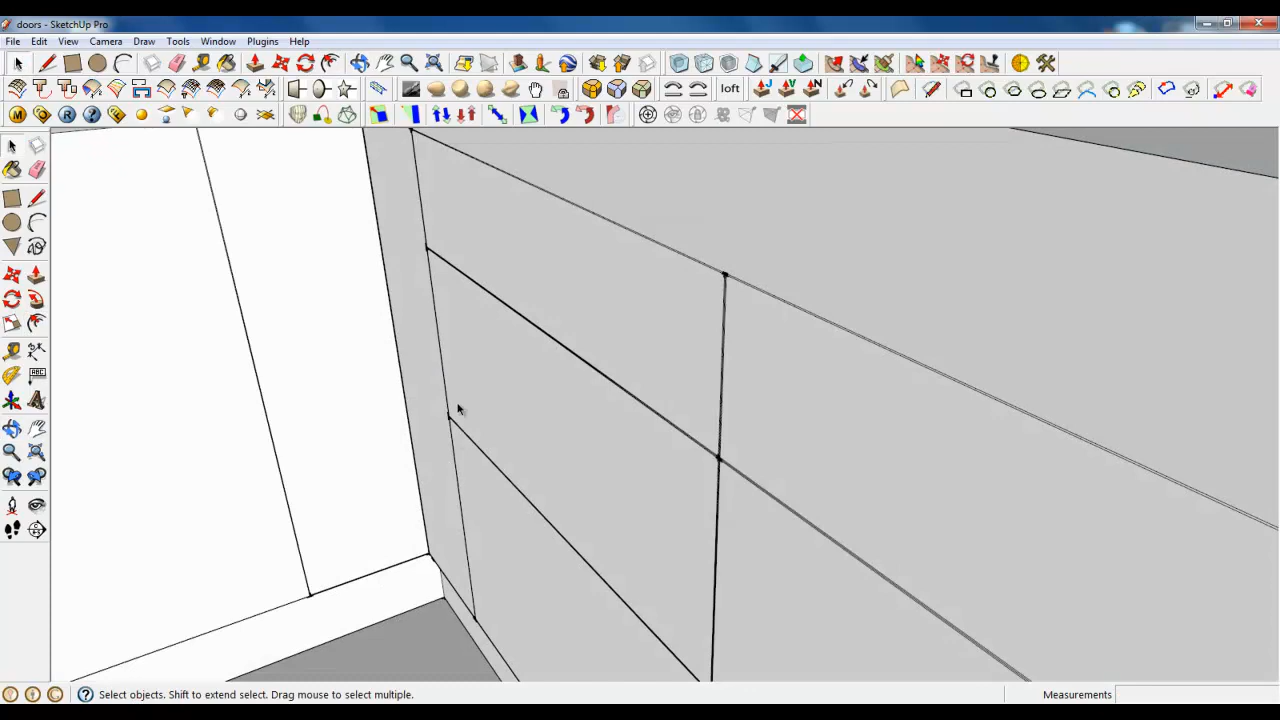 doors - SketchUp Pro
File Edit View Camera Draw Tools Window Plugins Help
loft
Select objects. Shift to extend select. Drag mouse to select multiple.
Measurements